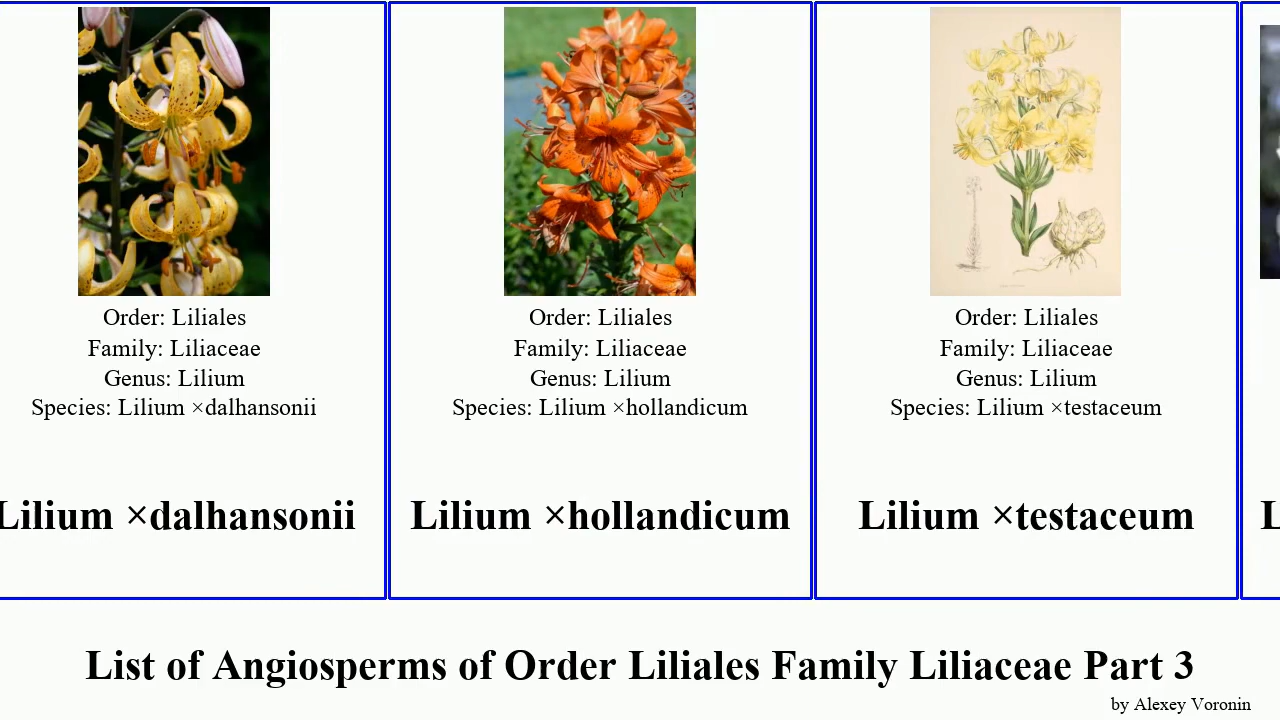 Order: Liliales
Family: Liliaceae
Genus: Lilium
Species: Lilium ×dalhansonii
Lilium ×dalhansonii
Order: Liliales
Family: Liliaceae
Genus: Lilium
Species: Lilium ×hollandicum
Lilium ×hollandicum
Order: Liliales
Family: Liliaceae
Genus: Lilium
Species: Lilium ×testaceum
Lilium ×testaceum
L
List of Angiosperms of Order Liliales Family Liliaceae Part 3
by Alexey Voronin